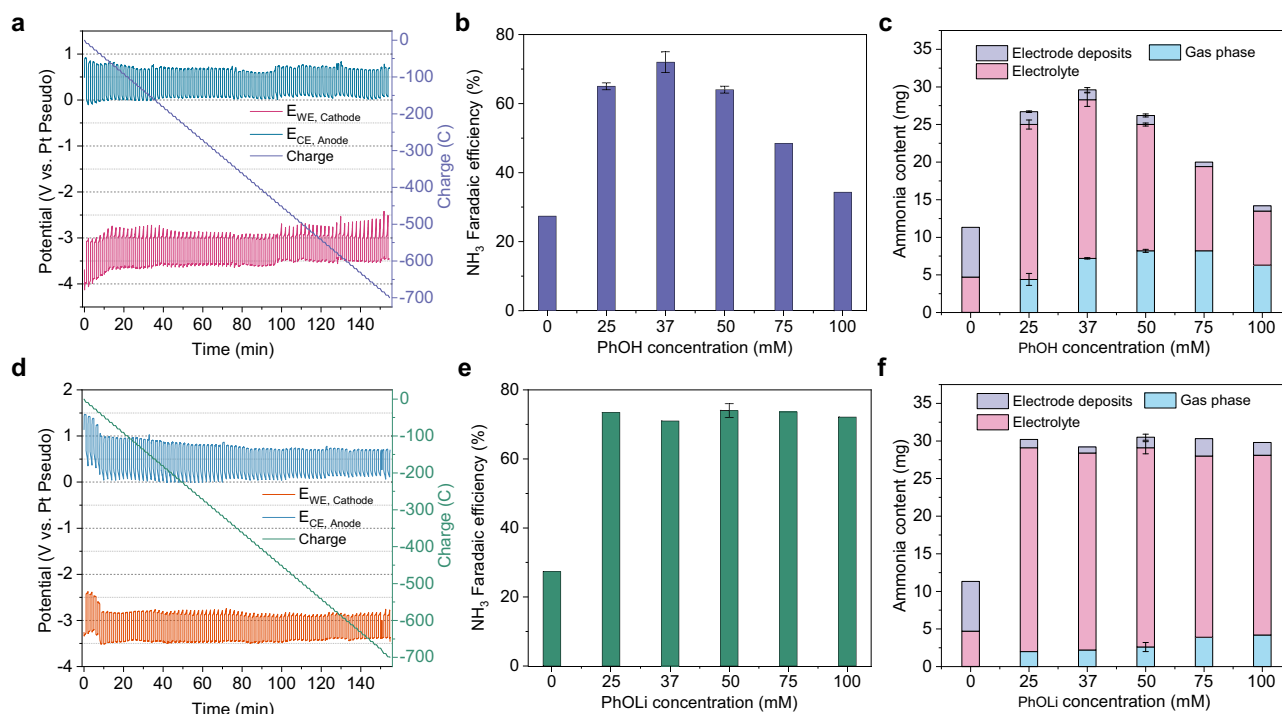 a
Potential (V vs. Pt Pseudo)
1
0
-1
-2
-3
-4
E_WE, Cathode
E_CE, Anode
Charge
0
-100
-200
-300
-400
-500
-600
-700
Charge (C)
0 20 40 60 80 100 120 140
Time (min)
b
NH₃ Faradaic efficiency (%)
80
60
40
20
0
0 25 37 50 75 100
PhOH concentration (mM)
c
Ammonia content (mg)
35
30
25
20
15
10
5
0
Electrode deposits Gas phase
Electrolyte
0 25 37 50 75 100
PhOH concentration (mM)
d
Potential (V vs. Pt Pseudo)
2
1
0
-1
-2
-3
-4
E_WE, Cathode
E_CE, Anode
Charge
0
-100
-200
-300
-400
-500
-600
-700
Charge (C)
0 20 40 60 80 100 120 140
Time (min)
e
NH₃ Faradaic efficiency (%)
80
60
40
20
0
0 25 37 50 75 100
PhOLi concentration (mM)
f
Ammonia content (mg)
35
30
25
20
15
10
5
0
Electrode deposits Gas phase
Electrolyte
0 25 37 50 75 100
PhOLi concentration (mM)